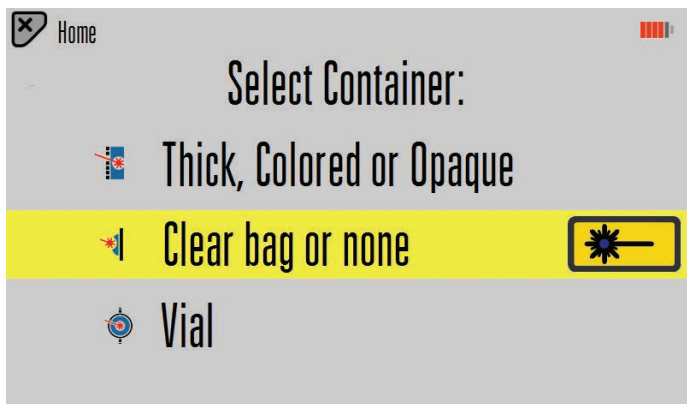 Home
Select Container:
Thick, Colored or Opaque
Clear bag or none
Vial